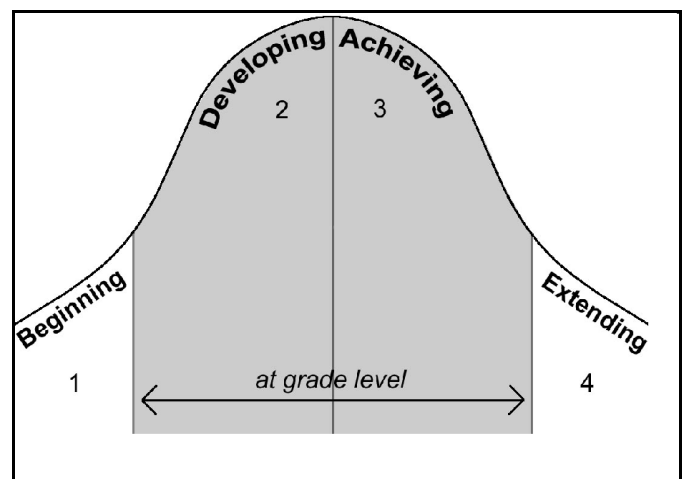 Developing
Achieving
2
3
Beginning
Extending
1
at grade level
4